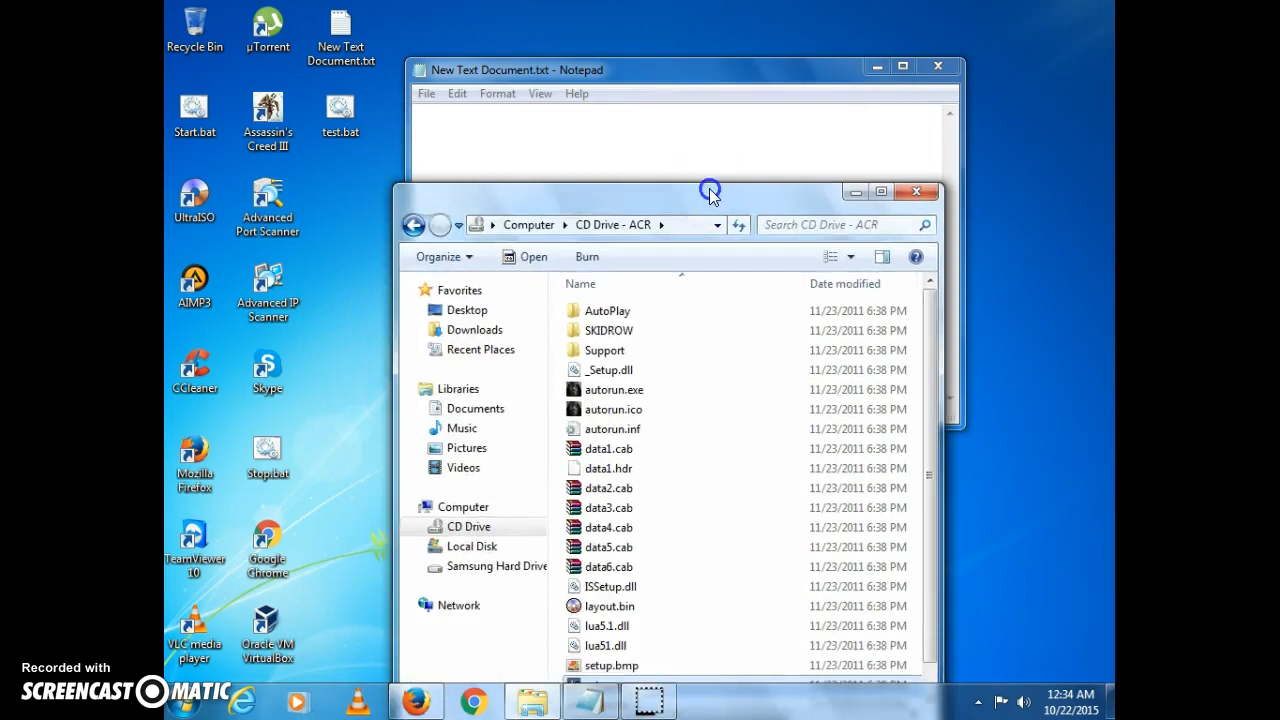 Recycle Bin
µTorrent
New Text
Document.txt
Start.bat
Assassin's
Creed III
test.bat
UltraISO
Advanced
Port Scanner
AIMP3
Advanced IP
Scanner
CCleaner
Skype
Mozilla
Firefox
Stop.bat
TeamViewer
10
Google
Chrome
VLC media
player
Oracle VM
VirtualBox
New Text Document.txt - Notepad
File Edit Format View Help
Computer CD Drive - ACR
Search CD Drive - ACR
Organize Open Burn
Favorites
Desktop
Downloads
Recent Places
Libraries
Documents
Music
Pictures
Videos
Computer
CD Drive
Local Disk
Samsung Hard Drive
Network
Name Date modified
AutoPlay 11/23/2011 6:38 PM
SKIDROW 11/23/2011 6:38 PM
Support 11/23/2011 6:38 PM
_Setup.dll 11/23/2011 6:38 PM
autorun.exe 11/23/2011 6:38 PM
autorun.ico 11/23/2011 6:38 PM
autorun.inf 11/23/2011 6:38 PM
data1.cab 11/23/2011 6:38 PM
data1.hdr 11/23/2011 6:38 PM
data2.cab 11/23/2011 6:38 PM
data3.cab 11/23/2011 6:38 PM
data4.cab 11/23/2011 6:38 PM
data5.cab 11/23/2011 6:38 PM
data6.cab 11/23/2011 6:38 PM
ISSetup.dll 11/23/2011 6:38 PM
layout.bin 11/23/2011 6:38 PM
lua5.1.dll 11/23/2011 6:38 PM
lua51.dll 11/23/2011 6:38 PM
setup.bmp 11/23/2011 6:38 PM
12:34 AM
10/22/2015
Recorded with
SCREENCAST-O-MATIC